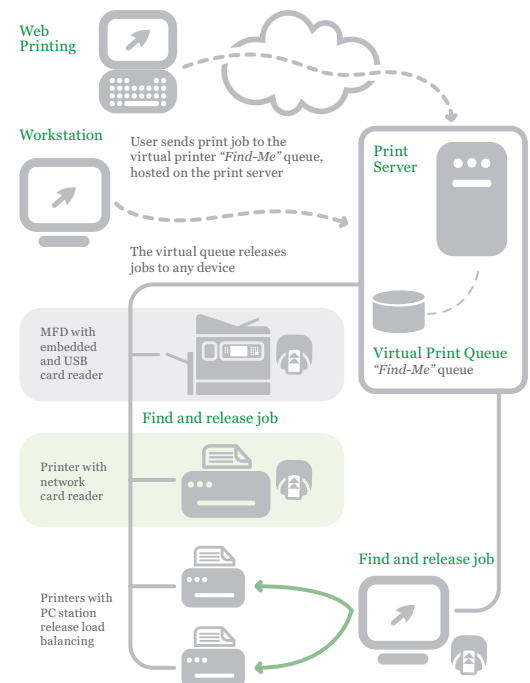 Web
Printing
Workstation
User sends print job to the
virtual printer “Find-Me” queue,
hosted on the print server
Print
Server
The virtual queue releases
jobs to any device
MFD with
embedded
and USB
card reader
Virtual Print Queue
“Find-Me” queue
Find and release job
Printer with
network
card reader
Find and release job
Printers with
PC station
release load
balancing